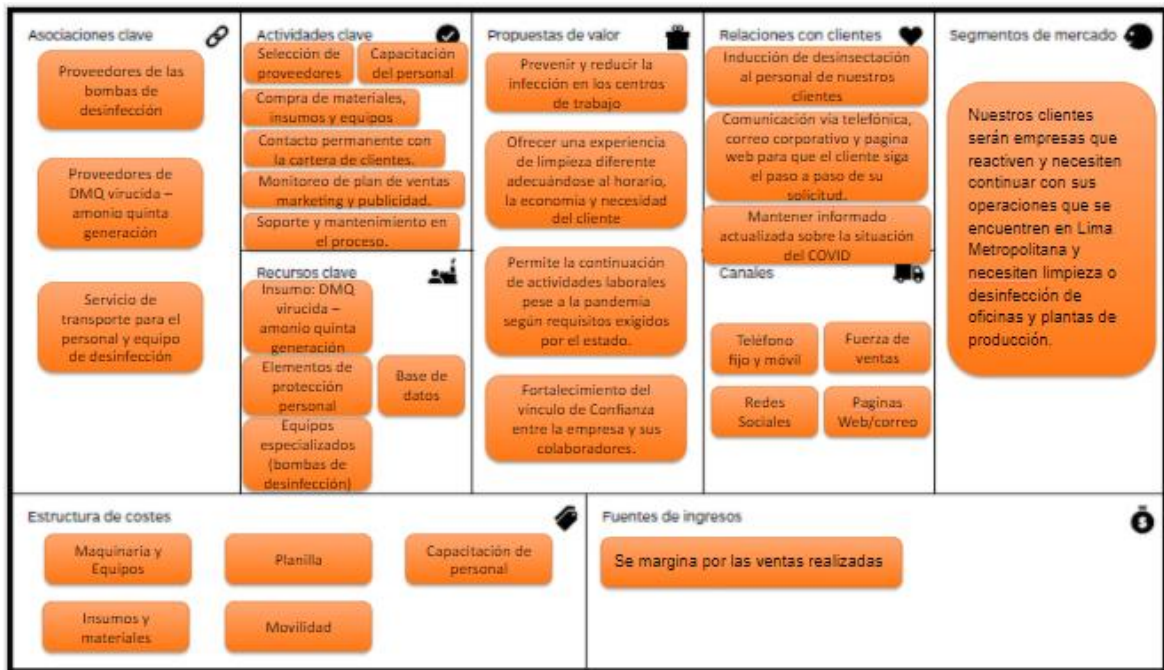 Asociaciones clave
Proveedores de las
bombas de
desinfección
Proveedores de
DMQ virucida –
amonio quinta
generación
Servicio de
transporte para el
personal y equipo
de desinfección
Actividades clave
Selección de
proveedores
Capacitación
del personal
Compra de materiales,
insumos y equipos
Contacto permanente con
la cartera de clientes.
Monitoreo de plan de ventas
marketing y publicidad.
Soporte y mantenimiento en
el proceso.
Recursos clave
Insumo: DMQ
virucida –
amonio quinta
generación
Elementos de
protección
personal
Base de
datos
Equipos
especializados
(bombas de
desinfección)
Propuestas de valor
Prevenir y reducir la
infección en los centros
de trabajo
Ofrecer una experiencia
de limpieza diferente
adecuándose al horario,
la economía y necesidad
del cliente
Permite la continuación
de actividades laborales
pese a la pandemia
según requisitos exigidos
por el estado.
Fortalecimiento del
vinculo de Confianza
entre la empresa y sus
colaboradores.
Relaciones con clientes
Inducción de desinsectación
al personal de nuestros
clientes
Comunicación vía telefónica,
correo corporativo y pagina
web para que el cliente siga
el paso a paso de su
solicitud.
Mantener informado
actualizada sobre la situación
del COVID
Canales
Teléfono
fijo y móvil
Fuerza de
ventas
Redes
Sociales
Paginas
Web/correo
Segmentos de mercado
Nuestros clientes
serán empresas que
reactiven y necesiten
continuar con sus
operaciones que se
encuentren en Lima
Metropolitana y
necesiten limpieza o
desinfección de
oficinas y plantas de
producción.
Estructura de costes
Maquinaria y
Equipos
Planilla
Capacitación de
personal
Insumos y
materiales
Movilidad
Fuentes de ingresos
Se margina por las ventas realizadas